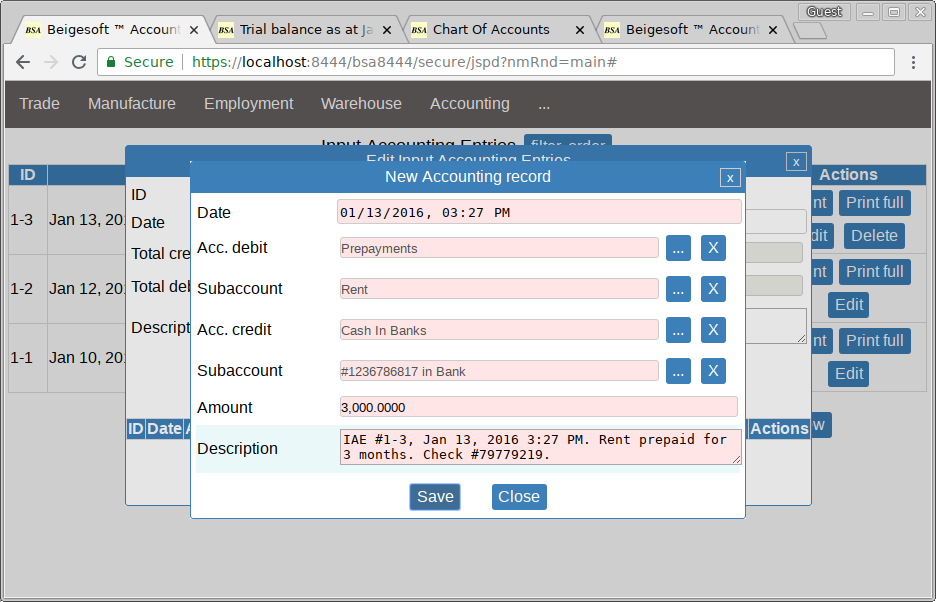 Guest
BSA Beigesoft ™ Account
BSA Trial balance as at Ja
BSA Chart Of Accounts
BSA Beigesoft ™ Account
Secure https://localhost:8444/bsa8444/secure/jspd?nmRnd=main#
Trade Manufacture Employment Warehouse Accounting ...
Input Accounting Entries filter-order
Edit Input Accounting Entries x
ID Actions
New Accounting record x
ID
Date 01/13/2016, 03:27 PM
1-3 Jan 13, 201 Date nt Print full
dit Delete
Acc. debit Prepayments ... X
Total cre
1-2 Jan 12, 201 Total deb nt Print full
Subaccount Rent ... X
Edit
Descript Acc. credit Cash In Banks ... X
1-1 Jan 10, 201 nt Print full
Subaccount #1236786817 in Bank ... X
Edit
Amount 3,000.0000
ID Date Actions w
Description IAE #1-3, Jan 13, 2016 3:27 PM. Rent prepaid for
3 months. Check #79779219.
Save Close